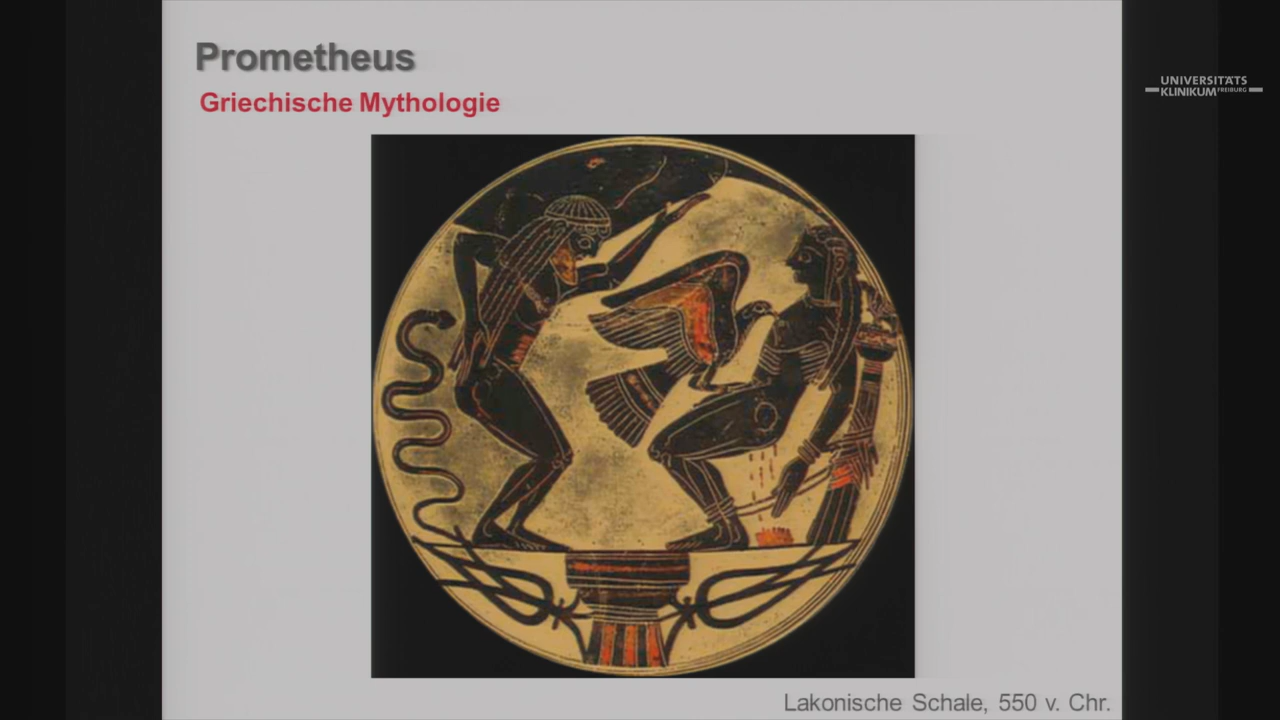 Prometheus
Griechische Mythologie
UNIVERSITÄTS
KLINIKUM FREIBURG
Lakonische Schale, 550 v. Chr.